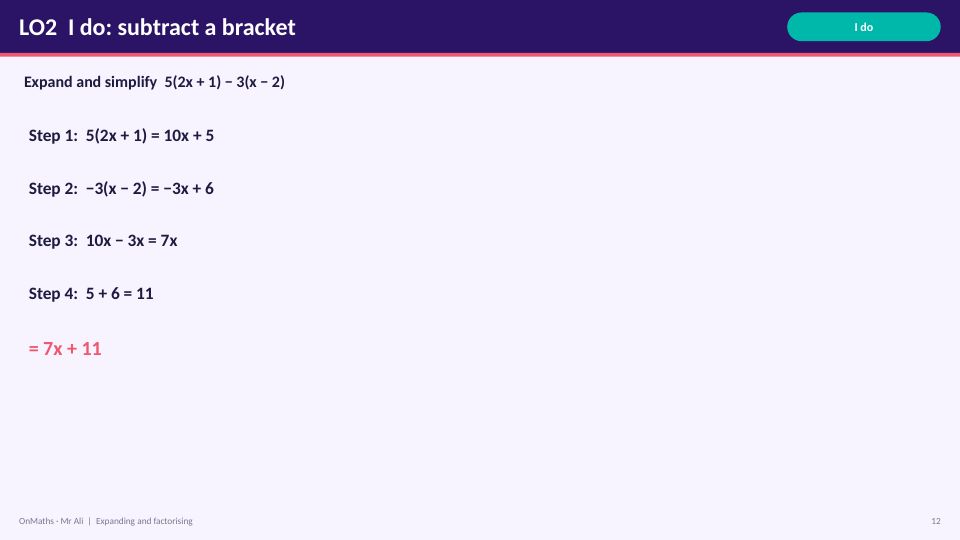 LO2  I do: subtract a bracket
I do
Expand and simplify  5(2x + 1) − 3(x − 2)
Step 1:  5(2x + 1) = 10x + 5
Step 2:  −3(x − 2) = −3x + 6
Step 3:  10x − 3x = 7x
Step 4:  5 + 6 = 11
= 7x + 11
OnMaths - Mr Ali  |  Expanding and factorising
12